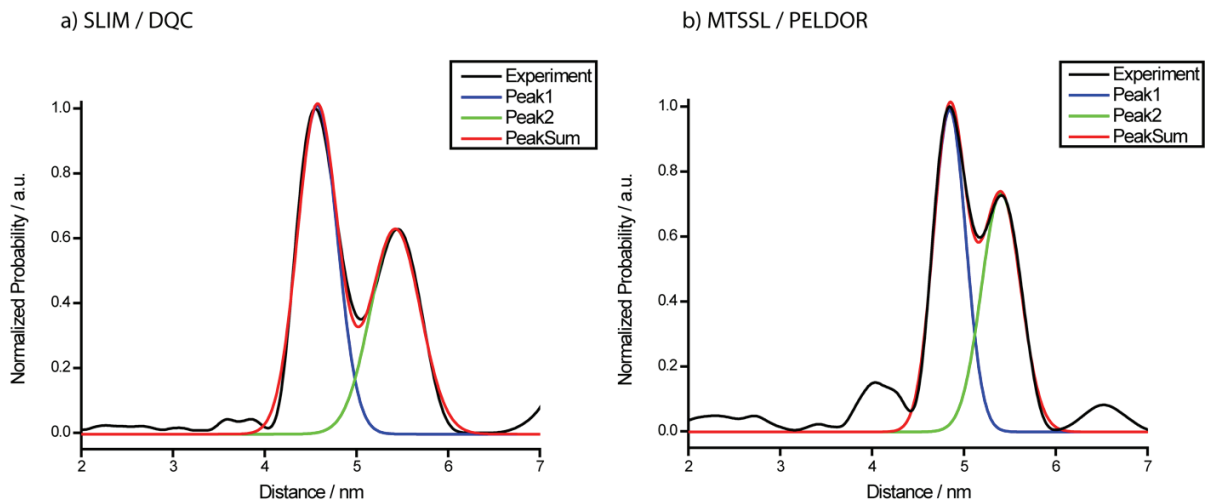 a) SLIM / DQC
Experiment
Peak1
Peak2
PeakSum
1.0
0.8
0.6
0.4
0.2
0.0
Normalized Probability / a.u.
2 3 4 5 6 7
Distance / nm
b) MTSSL / PELDOR
Experiment
Peak1
Peak2
PeakSum
1.0
0.8
0.6
0.4
0.2
0.0
Normalized Probability / a.u.
2 3 4 5 6 7
Distance / nm